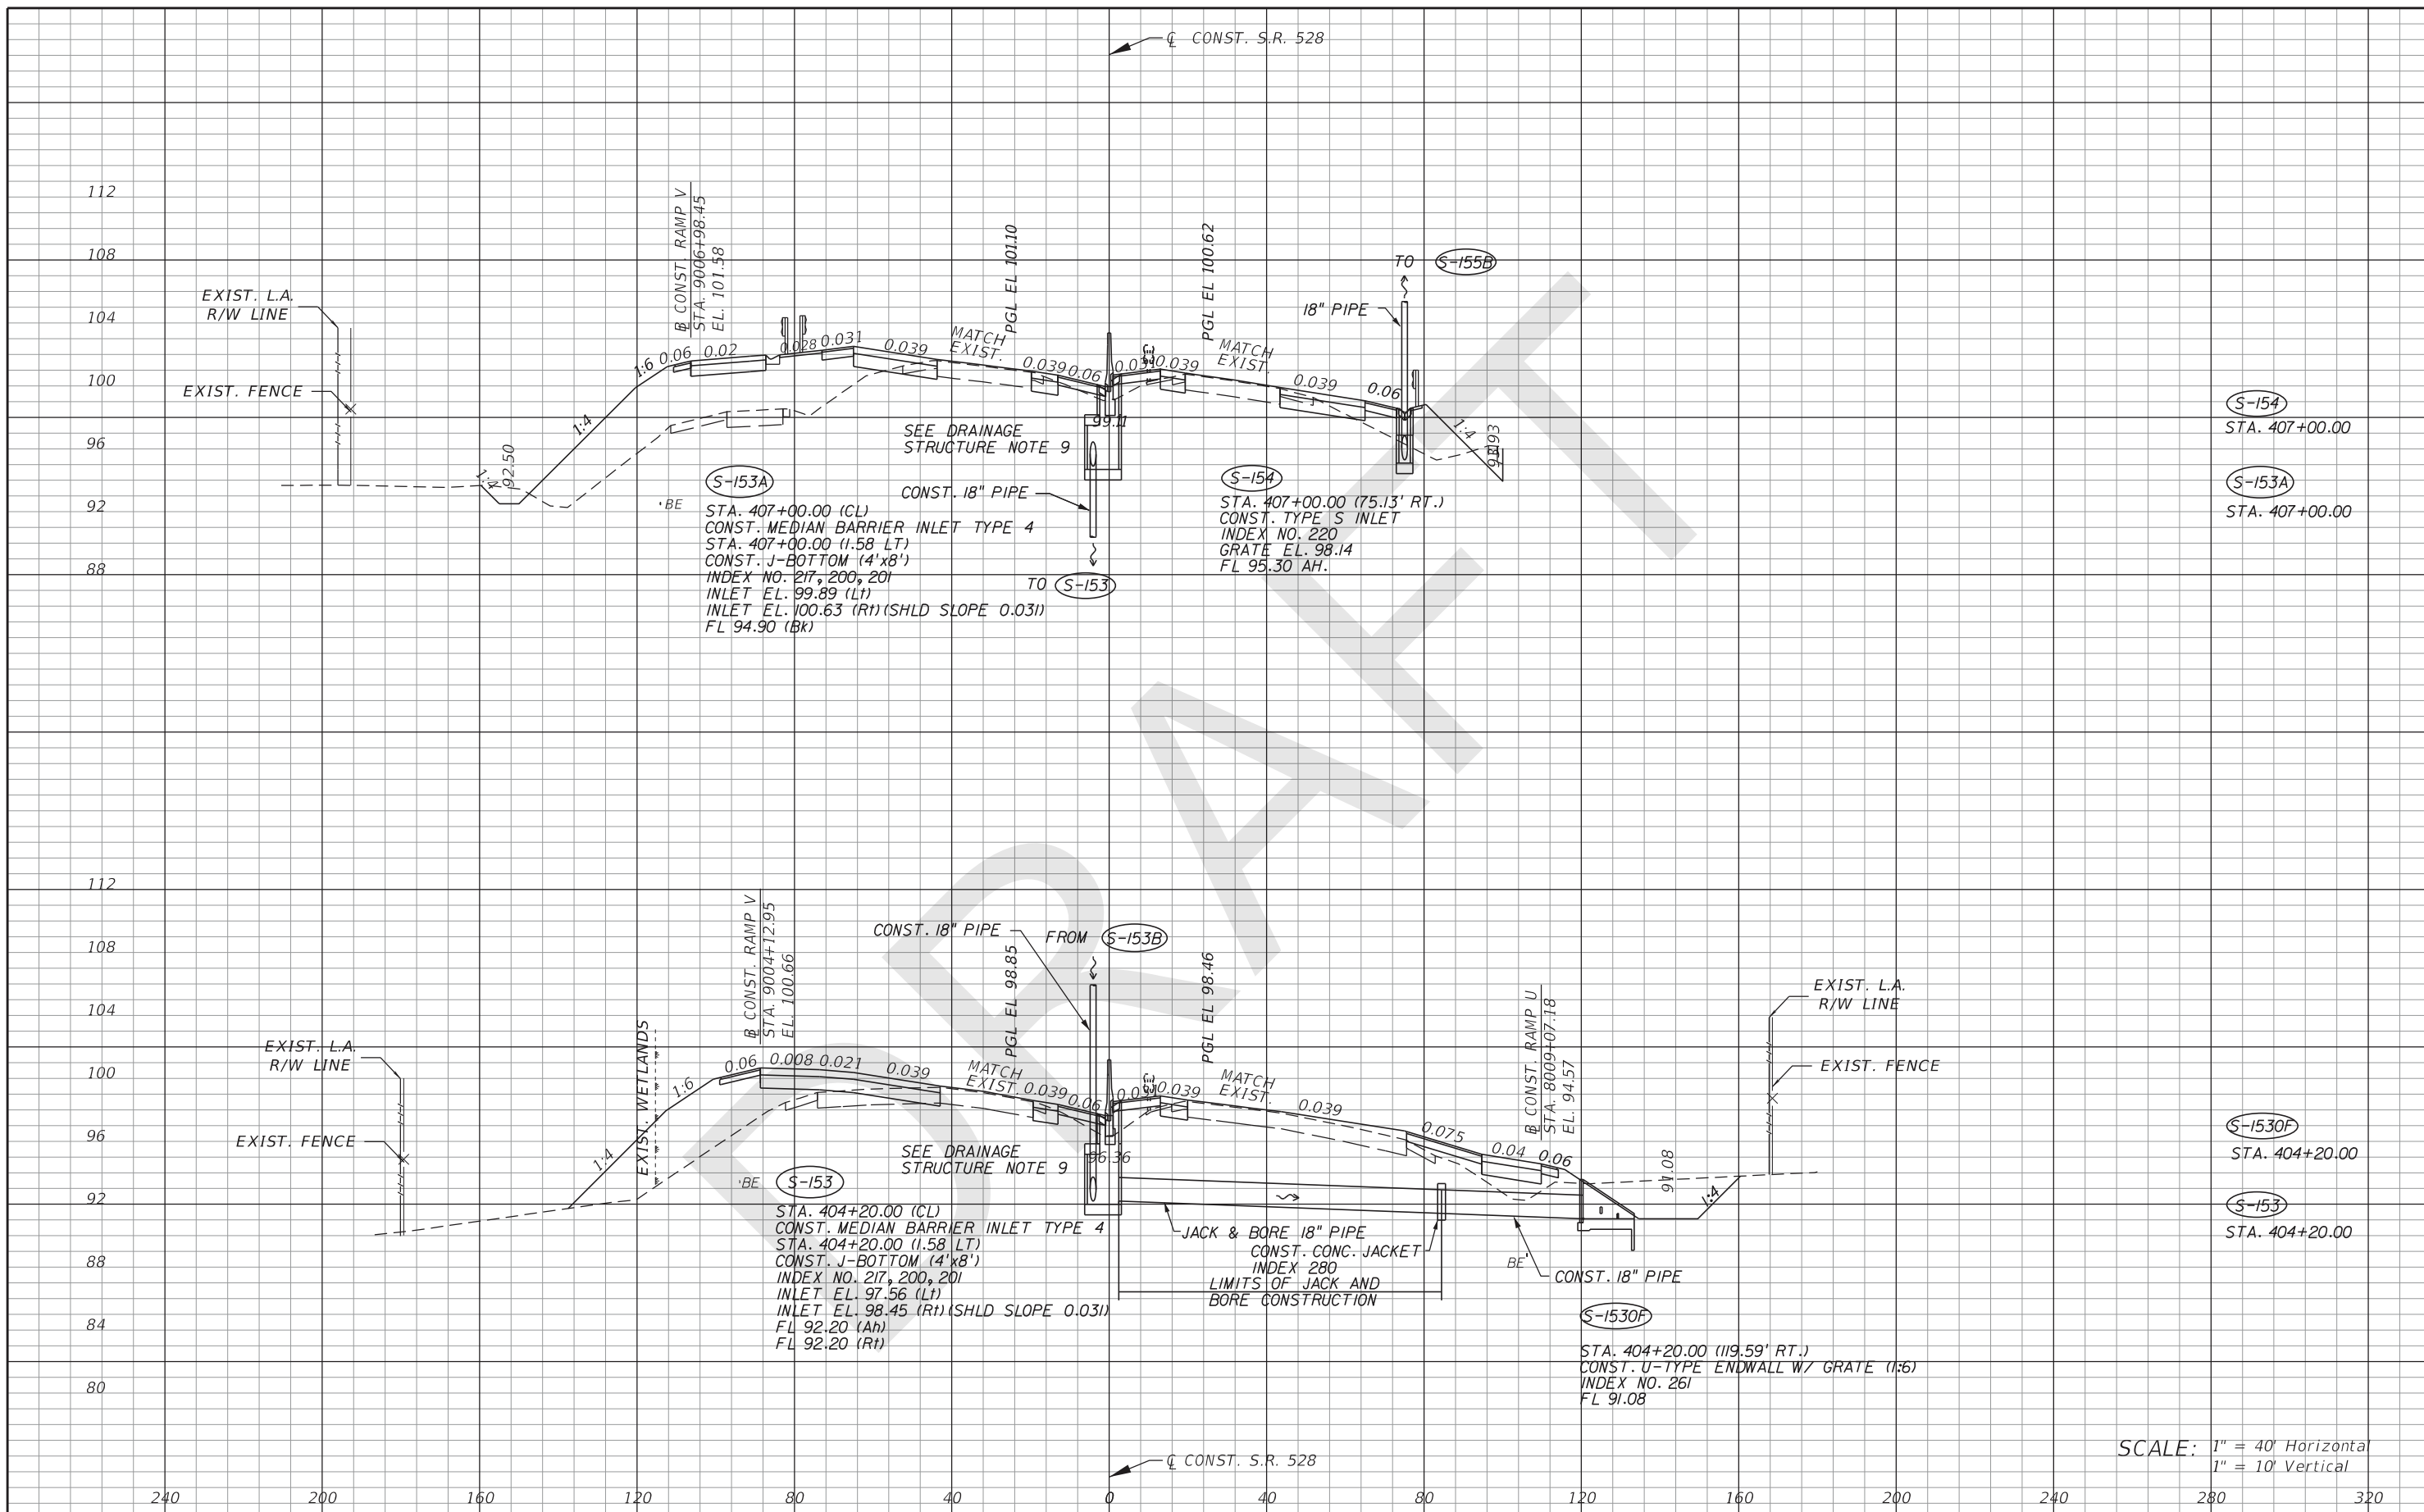 ℄ CONST. S.R. 528
112
108
104
100
96
92
88
EXIST. L.A.
R/W LINE
EXIST. FENCE
B CONST. RAMP V
STA. 9006+98.45
EL. 101.58
PGL EL 101.10
PGL EL 100.62
TO S-155B
18" PIPE
1:4
92.50
1:4
1:6
0.06
0.02
0.028
0.031
0.039
MATCH
EXIST.
0.039
0.06
0.039
MATCH
EXIST.
0.039
0.06
1:4
99.11
SEE DRAINAGE
STRUCTURE NOTE 9
CONST. 18" PIPE
TO S-153
'BE
S-153A
STA. 407+00.00 (CL)
CONST. MEDIAN BARRIER INLET TYPE 4
STA. 407+00.00 (1.58 LT)
CONST. J-BOTTOM (4'x8')
INDEX NO. 217, 200, 201
INLET EL. 99.89 (Lt)
INLET EL. 100.63 (Rt)(SHLD SLOPE 0.031)
FL 94.90 (Bk)
S-154
STA. 407+00.00 (75.13' RT.)
CONST. TYPE S INLET
INDEX NO. 220
GRATE EL. 98.14
FL 95.30 AH.
S-154
STA. 407+00.00
S-153A
STA. 407+00.00
DRAFT
112
108
104
100
96
92
88
84
80
EXIST. L.A.
R/W LINE
EXIST. FENCE
EXIST. WETLANDS
B CONST. RAMP V
STA. 9004+12.95
EL. 100.66
CONST. 18" PIPE
FROM S-153B
PGL EL 98.85
PGL EL 98.46
B CONST. RAMP U
STA. 8009+07.18
EL. 94.57
EXIST. L.A.
R/W LINE
EXIST. FENCE
1:4
1:6
0.06
0.008
0.021
0.039
MATCH
EXIST.
0.039
0.06
0.031
0.039
MATCH
EXIST.
0.039
0.075
0.04
0.06
91.08
1:4
96.36
SEE DRAINAGE
STRUCTURE NOTE 9
'BE
S-153
STA. 404+20.00 (CL)
CONST. MEDIAN BARRIER INLET TYPE 4
STA. 404+20.00 (1.58 LT)
CONST. J-BOTTOM (4'x8')
INDEX NO. 217, 200, 201
INLET EL. 97.56 (Lt)
INLET EL. 98.45 (Rt)(SHLD SLOPE 0.031)
FL 92.20 (Ah)
FL 92.20 (Rt)
JACK & BORE 18" PIPE
CONST. CONC. JACKET
INDEX 280
LIMITS OF JACK AND
BORE CONSTRUCTION
BE'
CONST. 18" PIPE
S-1530F
STA. 404+20.00 (119.59' RT.)
CONST. U-TYPE ENDWALL W/ GRATE (1:6)
INDEX NO. 261
FL 91.08
S-1530F
STA. 404+20.00
S-153
STA. 404+20.00
℄ CONST. S.R. 528
SCALE: 1" = 40' Horizontal
1" = 10' Vertical
240 200 160 120 80 40 0 40 80 120 160 200 240 280 320